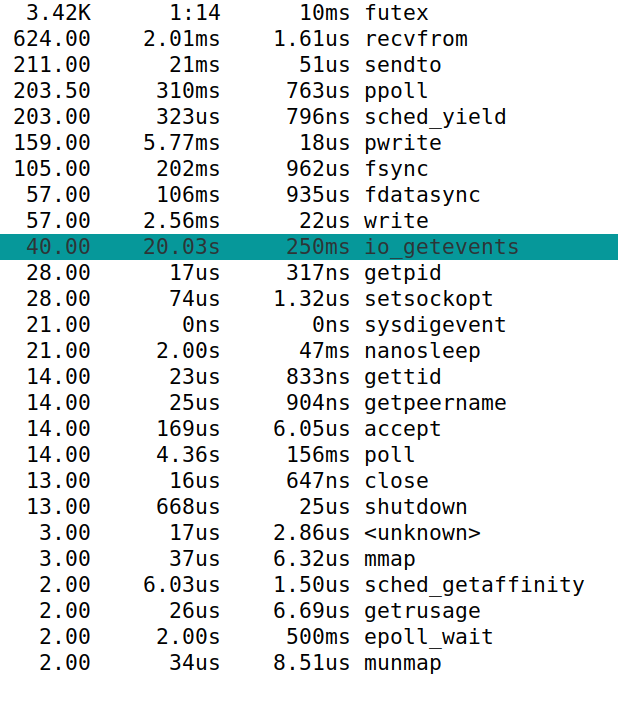 3.42K 1:14 10ms futex
624.00 2.01ms 1.61us recvfrom
211.00 21ms 51us sendto
203.50 310ms 763us ppoll
203.00 323us 796ns sched_yield
159.00 5.77ms 18us pwrite
105.00 202ms 962us fsync
57.00 106ms 935us fdatasync
57.00 2.56ms 22us write
40.00 20.03s 250ms io_getevents
28.00 17us 317ns getpid
28.00 74us 1.32us setsockopt
21.00 0ns 0ns sysdigevent
21.00 2.00s 47ms nanosleep
14.00 23us 833ns gettid
14.00 25us 904ns getpeername
14.00 169us 6.05us accept
14.00 4.36s 156ms poll
13.00 16us 647ns close
13.00 668us 25us shutdown
3.00 17us 2.86us <unknown>
3.00 37us 6.32us mmap
2.00 6.03us 1.50us sched_getaffinity
2.00 26us 6.69us getrusage
2.00 2.00s 500ms epoll_wait
2.00 34us 8.51us munmap